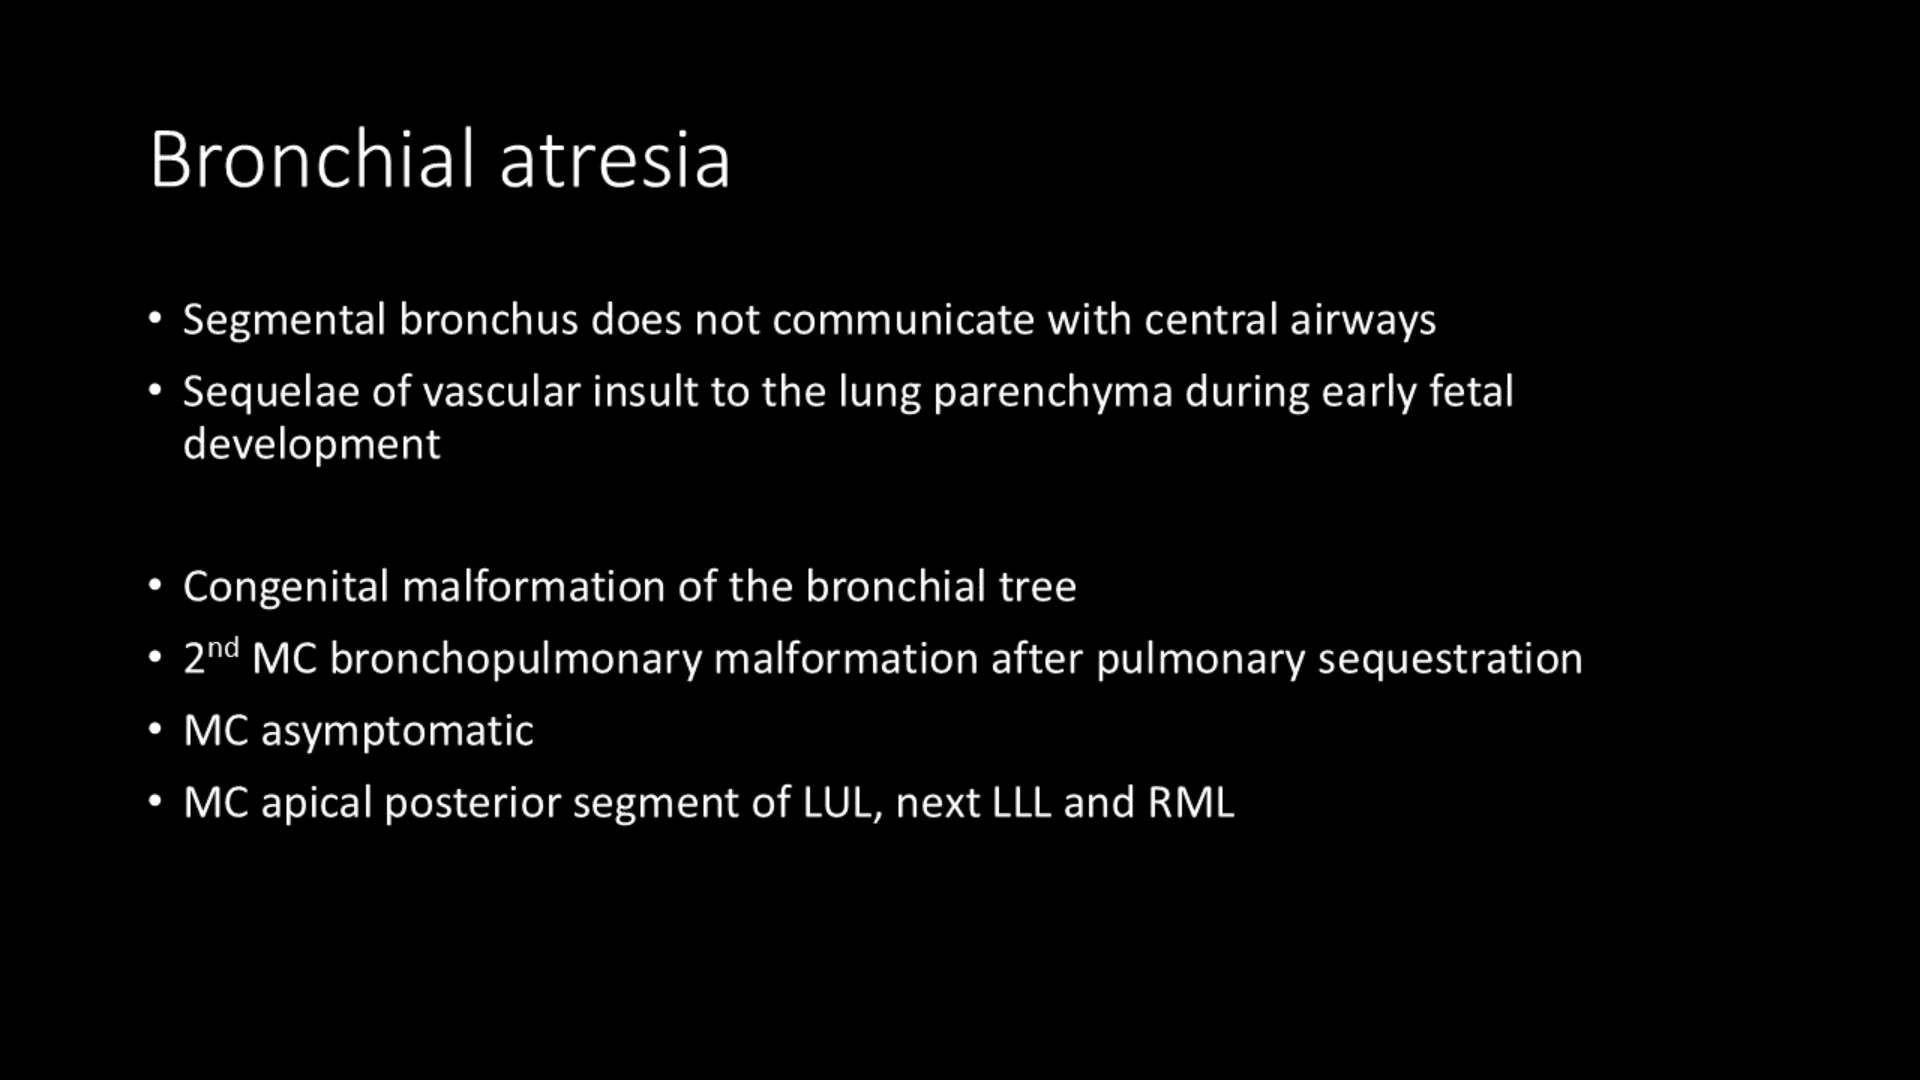 Bronchial atresia
• Segmental bronchus does not communicate with central airways
• Sequelae of vascular insult to the lung parenchyma during early fetal
development
• Congenital malformation of the bronchial tree
• 2nd MC bronchopulmonary malformation after pulmonary sequestration
• MC asymptomatic
• MC apical posterior segment of LUL, next LLL and RML